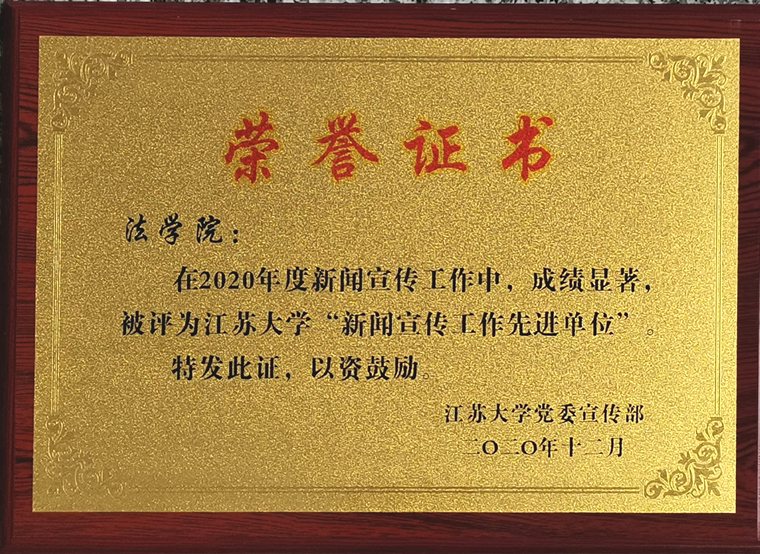 荣誉证书
法学院：
在2020年度新闻宣传工作中，成绩显著，
被评为江苏大学“新闻宣传工作先进单位”。
特发此证，以资鼓励。
江苏大学党委宣传部
二〇二〇年十二月